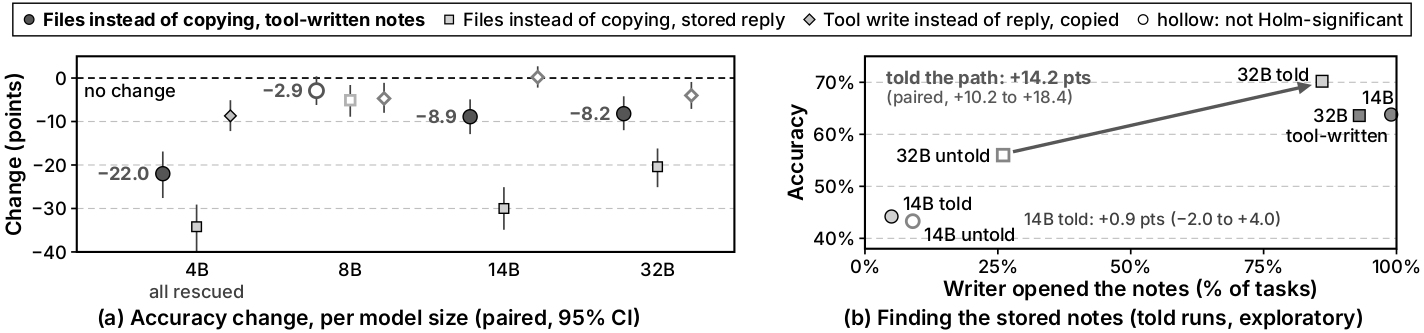 Files instead of copying, tool-written notes Files instead of copying, stored reply Tool write instead of reply, copied hollow: not Holm-significant
Change (points)
0
−10
−20
−30
−40
no change
−22.0
−2.9
−8.9
−8.2
4B 8B 14B 32B
all rescued
(a) Accuracy change, per model size (paired, 95% CI)
Accuracy
70%
60%
50%
40%
told the path: +14.2 pts
(paired, +10.2 to +18.4)
32B told
14B
32B
tool-written
32B untold
14B told
14B untold
14B told: +0.9 pts (−2.0 to +4.0)
0% 25% 50% 75% 100%
Writer opened the notes (% of tasks)
(b) Finding the stored notes (told runs, exploratory)